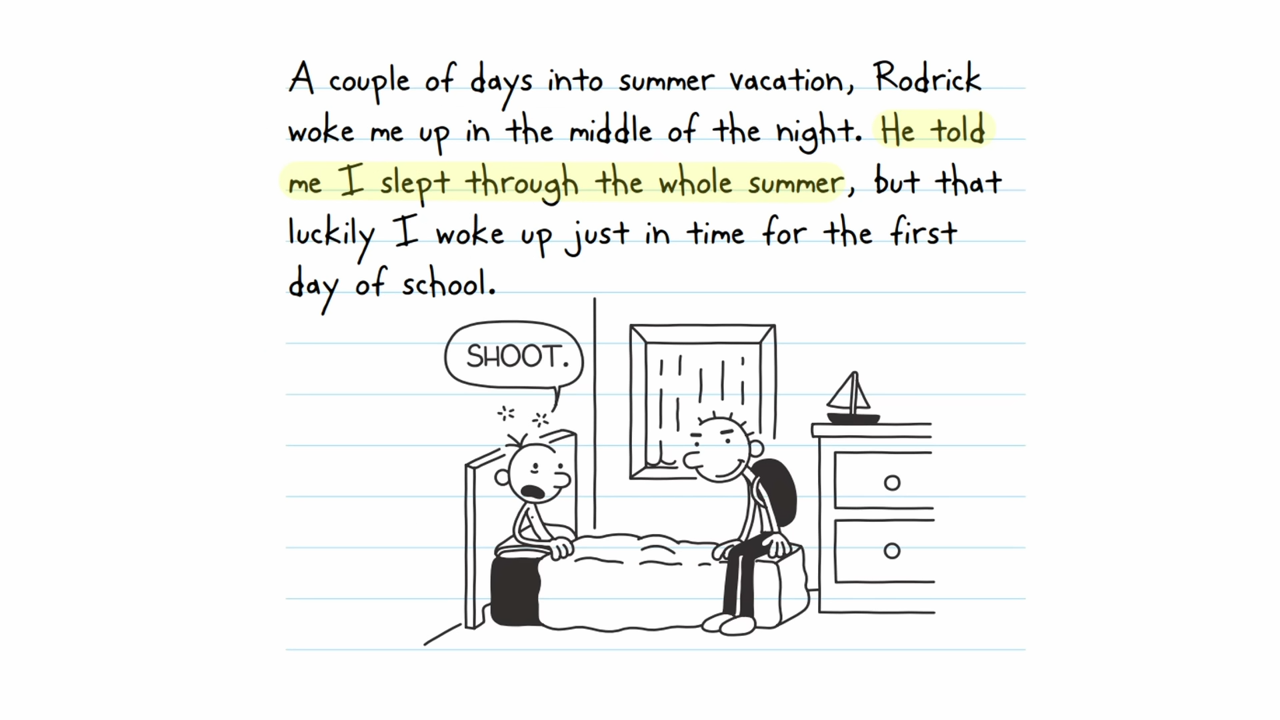 A couple of days into summer vacation, Rodrick
woke me up in the middle of the night. He told
me I slept through the whole summer, but that
luckily I woke up just in time for the first
day of school.
SHOOT.